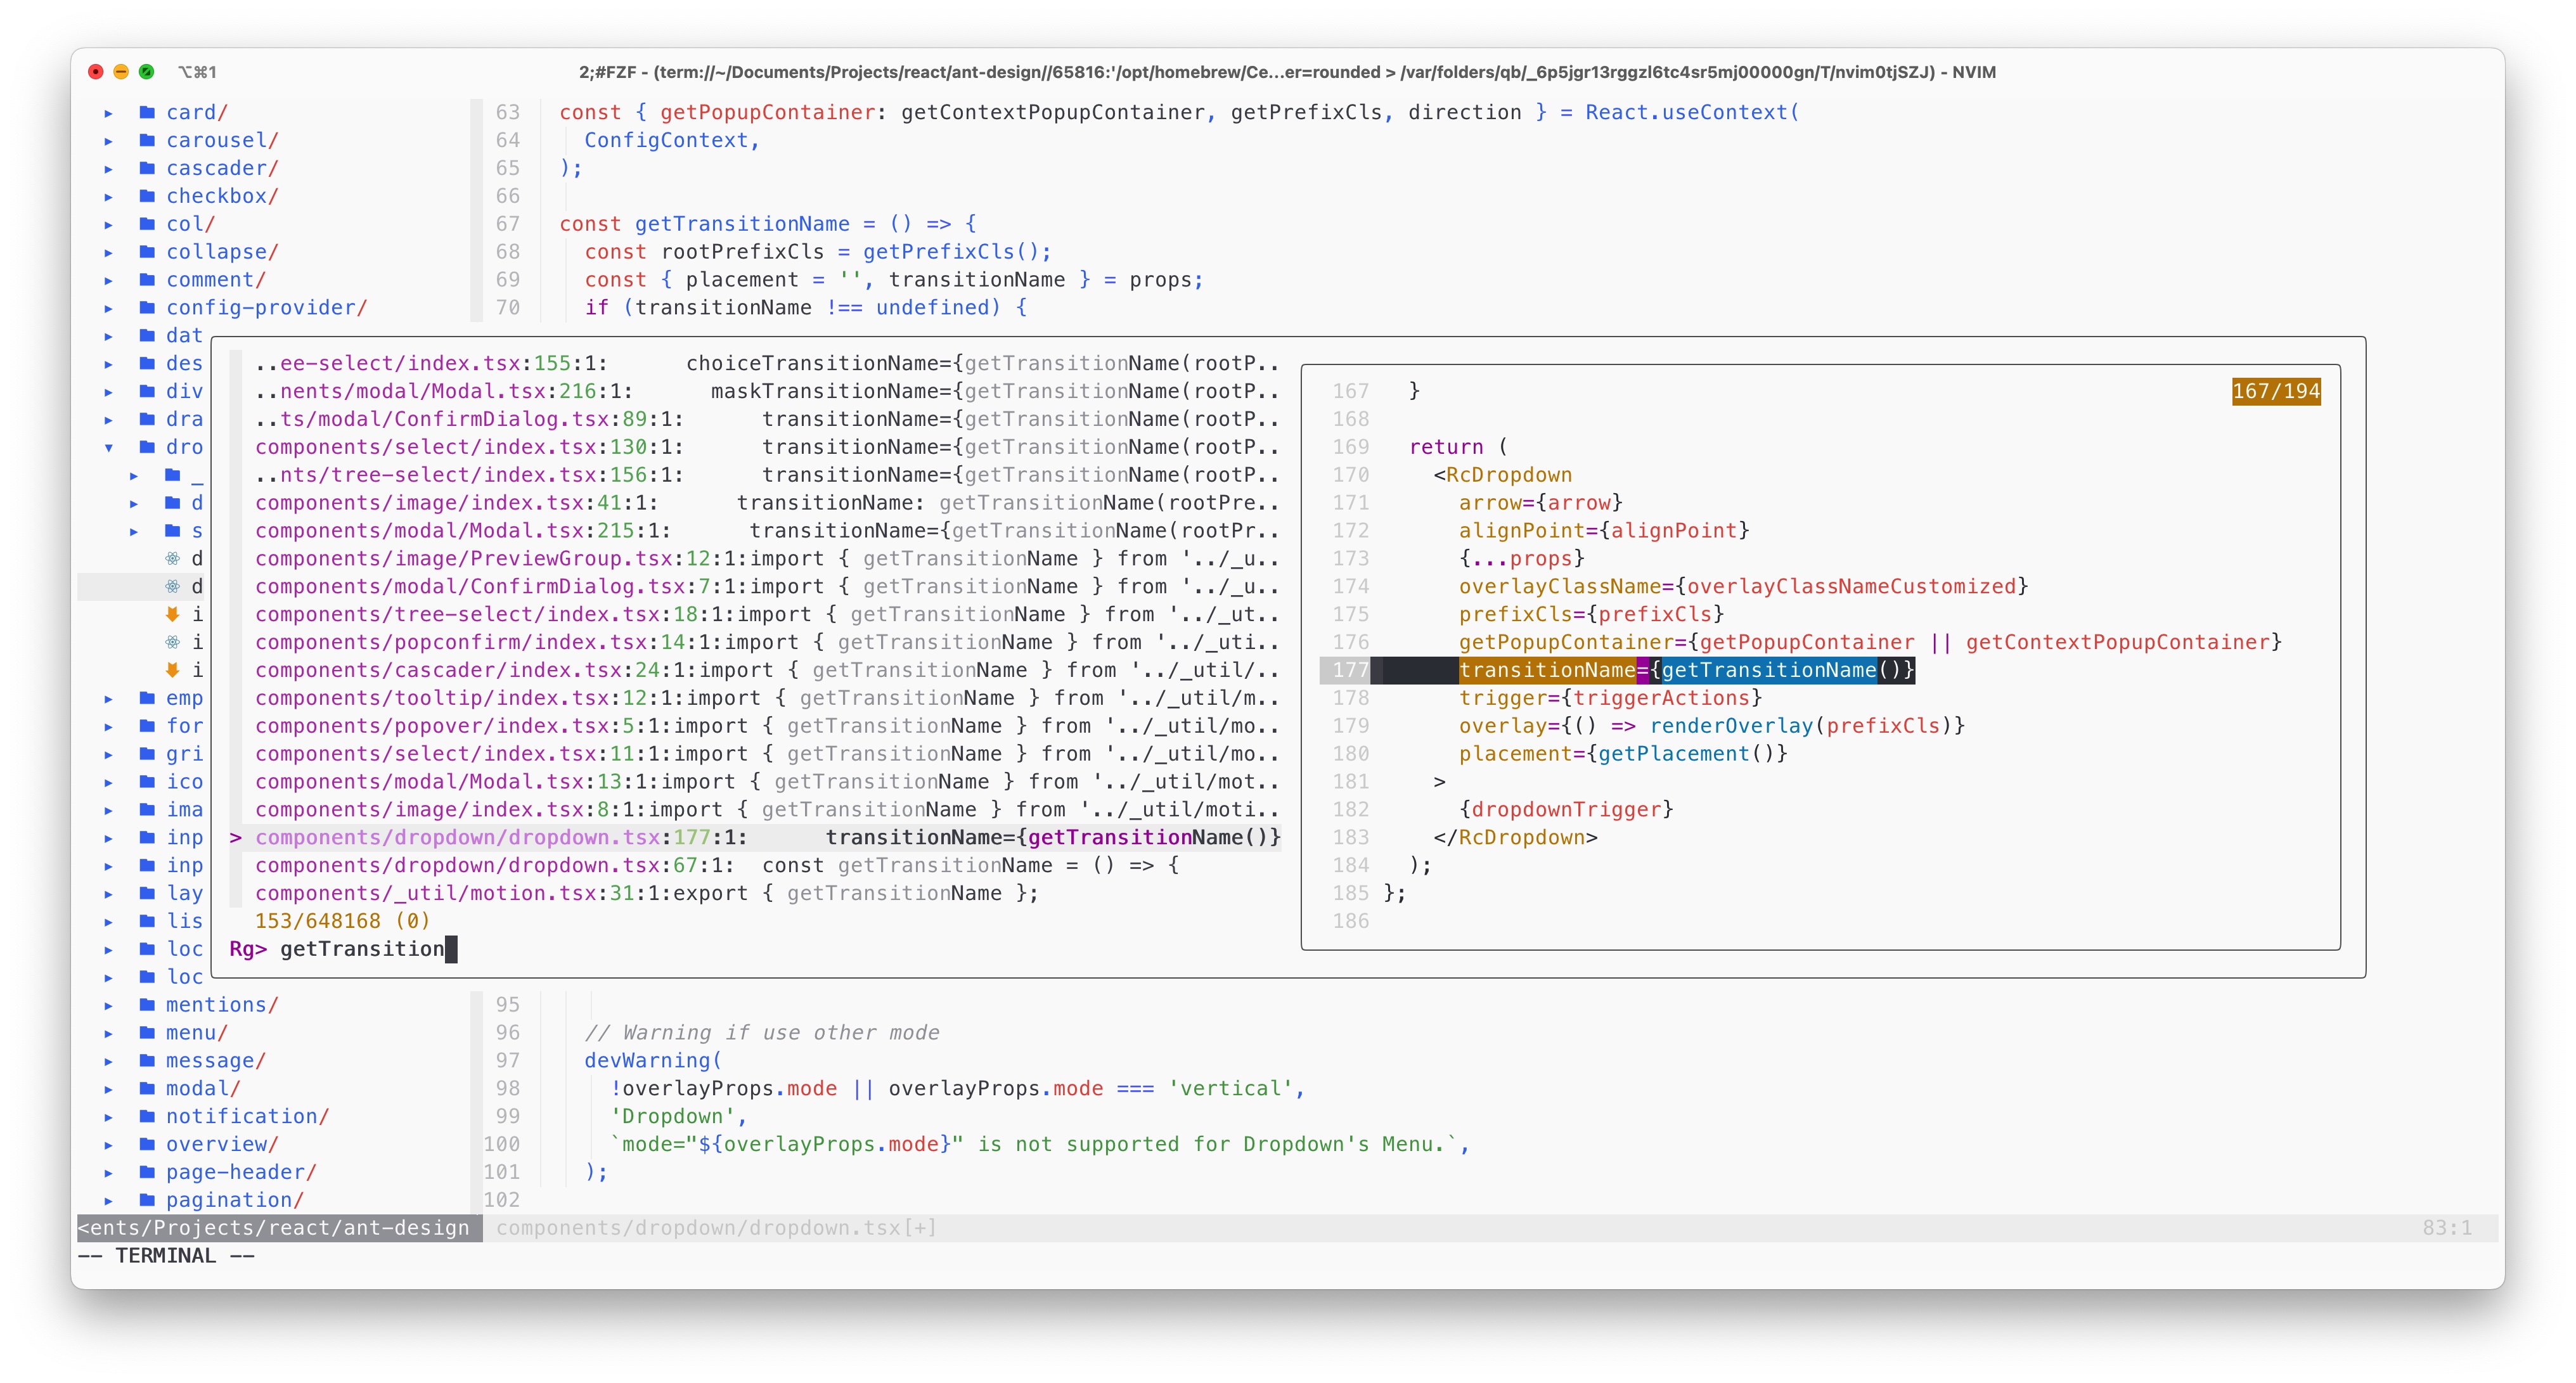 ⌥⌘1
2;#FZF - (term://~/Documents/Projects/react/ant-design//65816:'/opt/homebrew/Ce...er=rounded > /var/folders/qb/_6p5jgr13rggzl6tc4sr5mj00000gn/T/nvim0tjSZJ) - NVIM
card/
carousel/
cascader/
checkbox/
col/
collapse/
comment/
config-provider/
dat
des
div
dra
dro
_
d
s
d
d
i
i
i
emp
for
gri
ico
ima
inp
inp
lay
lis
loc
loc
mentions/
menu/
message/
modal/
notification/
overview/
page-header/
pagination/
63 const { getPopupContainer: getContextPopupContainer, getPrefixCls, direction } = React.useContext(
64 ConfigContext,
65 );
66
67 const getTransitionName = () => {
68 const rootPrefixCls = getPrefixCls();
69 const { placement = '', transitionName } = props;
70 if (transitionName !== undefined) {
..ee-select/index.tsx:155:1: choiceTransitionName={getTransitionName(rootP..
..nents/modal/Modal.tsx:216:1: maskTransitionName={getTransitionName(rootP..
..ts/modal/ConfirmDialog.tsx:89:1: transitionName={getTransitionName(rootP..
components/select/index.tsx:130:1: transitionName={getTransitionName(rootP..
..nts/tree-select/index.tsx:156:1: transitionName={getTransitionName(rootP..
components/image/index.tsx:41:1: transitionName: getTransitionName(rootPre..
components/modal/Modal.tsx:215:1: transitionName={getTransitionName(rootPr..
components/image/PreviewGroup.tsx:12:1:import { getTransitionName } from '../_u..
components/modal/ConfirmDialog.tsx:7:1:import { getTransitionName } from '../_u..
components/tree-select/index.tsx:18:1:import { getTransitionName } from '../_ut..
components/popconfirm/index.tsx:14:1:import { getTransitionName } from '../_uti..
components/cascader/index.tsx:24:1:import { getTransitionName } from '../_util/..
components/tooltip/index.tsx:12:1:import { getTransitionName } from '../_util/m..
components/popover/index.tsx:5:1:import { getTransitionName } from '../_util/mo..
components/select/index.tsx:11:1:import { getTransitionName } from '../_util/mo..
components/modal/Modal.tsx:13:1:import { getTransitionName } from '../_util/mot..
components/image/index.tsx:8:1:import { getTransitionName } from '../_util/moti..
> components/dropdown/dropdown.tsx:177:1: transitionName={getTransitionName()}
components/dropdown/dropdown.tsx:67:1: const getTransitionName = () => {
components/_util/motion.tsx:31:1:export { getTransitionName };
153/648168 (0)
Rg> getTransition
167 } 167/194
168
169 return (
170 <RcDropdown
171 arrow={arrow}
172 alignPoint={alignPoint}
173 {...props}
174 overlayClassName={overlayClassNameCustomized}
175 prefixCls={prefixCls}
176 getPopupContainer={getPopupContainer || getContextPopupContainer}
177 transitionName={getTransitionName()}
178 trigger={triggerActions}
179 overlay={() => renderOverlay(prefixCls)}
180 placement={getPlacement()}
181 >
182 {dropdownTrigger}
183 </RcDropdown>
184 );
185 };
186
95
96 // Warning if use other mode
97 devWarning(
98 !overlayProps.mode || overlayProps.mode === 'vertical',
99 'Dropdown',
100 `mode="${overlayProps.mode}" is not supported for Dropdown's Menu.`,
101 );
102
<ents/Projects/react/ant-design components/dropdown/dropdown.tsx[+] 83:1
-- TERMINAL --